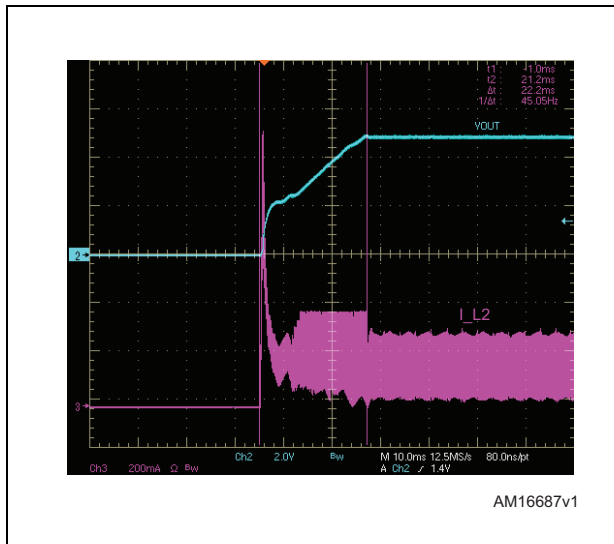 t1 : -1.0ms
t2 : 21.2ms
Δt : 22.2ms
1/Δt : 45.05Hz
VOUT
2
I_L2
3
Ch2 2.0V BW M 10.0ms 12.5MS/s 80.0ns/pt
Ch3 200mA Ω BW A Ch2 ∕ 1.4V
AM16687v1